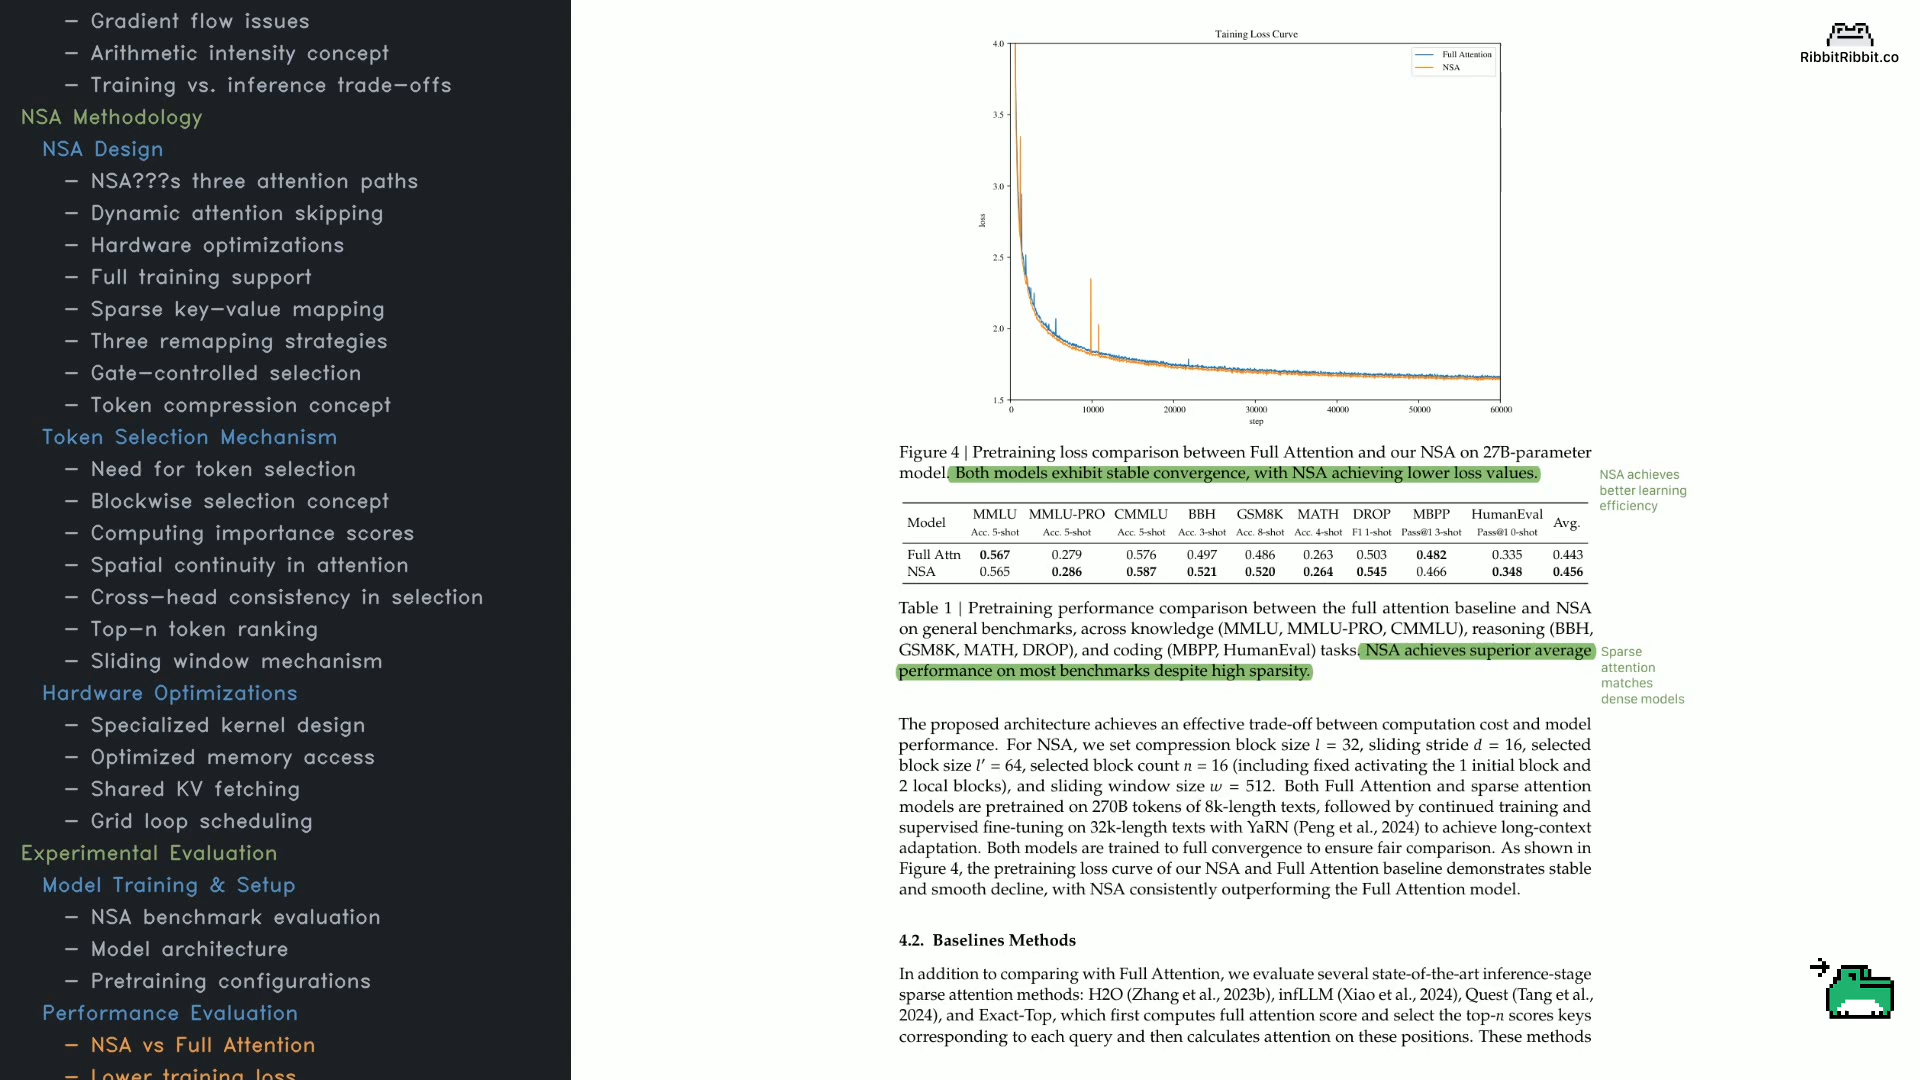 – Gradient flow issues
– Arithmetic intensity concept
– Training vs. inference trade-offs
NSA Methodology
NSA Design
– NSA???s three attention paths
– Dynamic attention skipping
– Hardware optimizations
– Full training support
– Sparse key-value mapping
– Three remapping strategies
– Gate-controlled selection
– Token compression concept
Token Selection Mechanism
– Need for token selection
– Blockwise selection concept
– Computing importance scores
– Spatial continuity in attention
– Cross-head consistency in selection
– Top-n token ranking
– Sliding window mechanism
Hardware Optimizations
– Specialized kernel design
– Optimized memory access
– Shared KV fetching
– Grid loop scheduling
Experimental Evaluation
Model Training & Setup
– NSA benchmark evaluation
– Model architecture
– Pretraining configurations
Performance Evaluation
– NSA vs Full Attention
– Lower training loss
Taining Loss Curve
Full Attention
NSA
4.0
3.5
3.0
2.5
2.0
1.5
loss
0 10000 20000 30000 40000 50000 60000
step
Figure 4 | Pretraining loss comparison between Full Attention and our NSA on 27B-parameter
model. Both models exhibit stable convergence, with NSA achieving lower loss values.
NSA achieves
better learning
efficiency
Model MMLU MMLU-PRO CMMLU BBH GSM8K MATH DROP MBPP HumanEval Avg.
Acc. 5-shot Acc. 5-shot Acc. 5-shot Acc. 3-shot Acc. 8-shot Acc. 4-shot F1 1-shot Pass@1 3-shot Pass@1 0-shot
Full Attn 0.567 0.279 0.576 0.497 0.486 0.263 0.503 0.482 0.335 0.443
NSA 0.565 0.286 0.587 0.521 0.520 0.264 0.545 0.466 0.348 0.456
Table 1 | Pretraining performance comparison between the full attention baseline and NSA
on general benchmarks, across knowledge (MMLU, MMLU-PRO, CMMLU), reasoning (BBH,
GSM8K, MATH, DROP), and coding (MBPP, HumanEval) tasks. NSA achieves superior average
performance on most benchmarks despite high sparsity.
Sparse
attention
matches
dense models
The proposed architecture achieves an effective trade-off between computation cost and model
performance. For NSA, we set compression block size l = 32, sliding stride d = 16, selected
block size l′ = 64, selected block count n = 16 (including fixed activating the 1 initial block and
2 local blocks), and sliding window size w = 512. Both Full Attention and sparse attention
models are pretrained on 270B tokens of 8k-length texts, followed by continued training and
supervised fine-tuning on 32k-length texts with YaRN (Peng et al., 2024) to achieve long-context
adaptation. Both models are trained to full convergence to ensure fair comparison. As shown in
Figure 4, the pretraining loss curve of our NSA and Full Attention baseline demonstrates stable
and smooth decline, with NSA consistently outperforming the Full Attention model.
4.2. Baselines Methods
In addition to comparing with Full Attention, we evaluate several state-of-the-art inference-stage
sparse attention methods: H2O (Zhang et al., 2023b), infLLM (Xiao et al., 2024), Quest (Tang et al.,
2024), and Exact-Top, which first computes full attention score and select the top-n scores keys
corresponding to each query and then calculates attention on these positions. These methods
RibbitRibbit.co